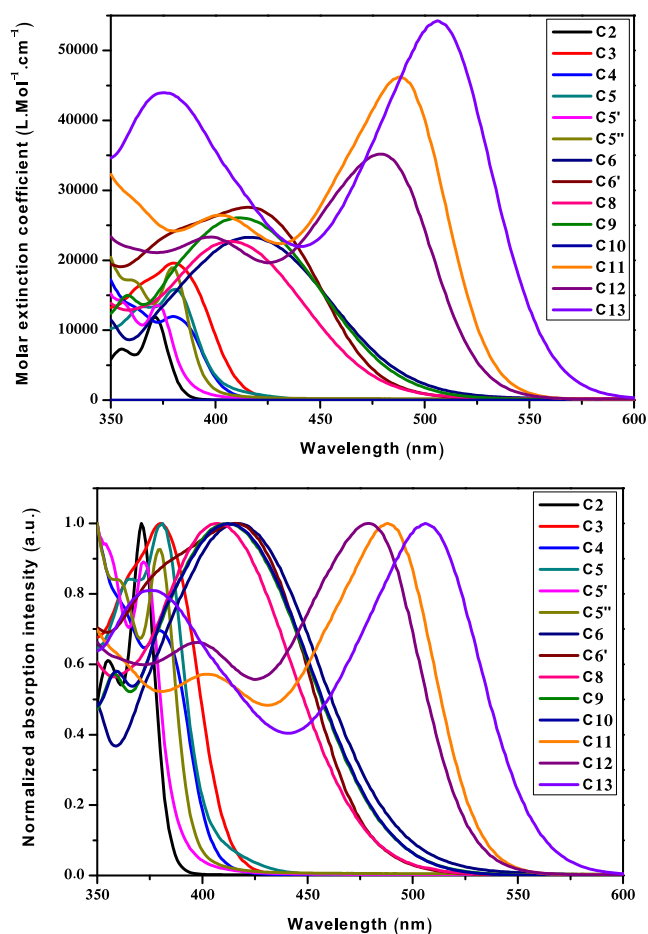 Molar extinction coefficient (L.Mol⁻¹.cm⁻¹)
50000
40000
30000
20000
10000
0
C2
C3
C4
C5
C5'
C5''
C6
C6'
C8
C9
C10
C11
C12
C13
350 400 450 500 550 600
Wavelength (nm)
Normalized absorption intensity (a.u.)
1.0
0.8
0.6
0.4
0.2
0.0
C2
C3
C4
C5
C5'
C5''
C6
C6'
C8
C9
C10
C11
C12
C13
350 400 450 500 550 600
Wavelength (nm)